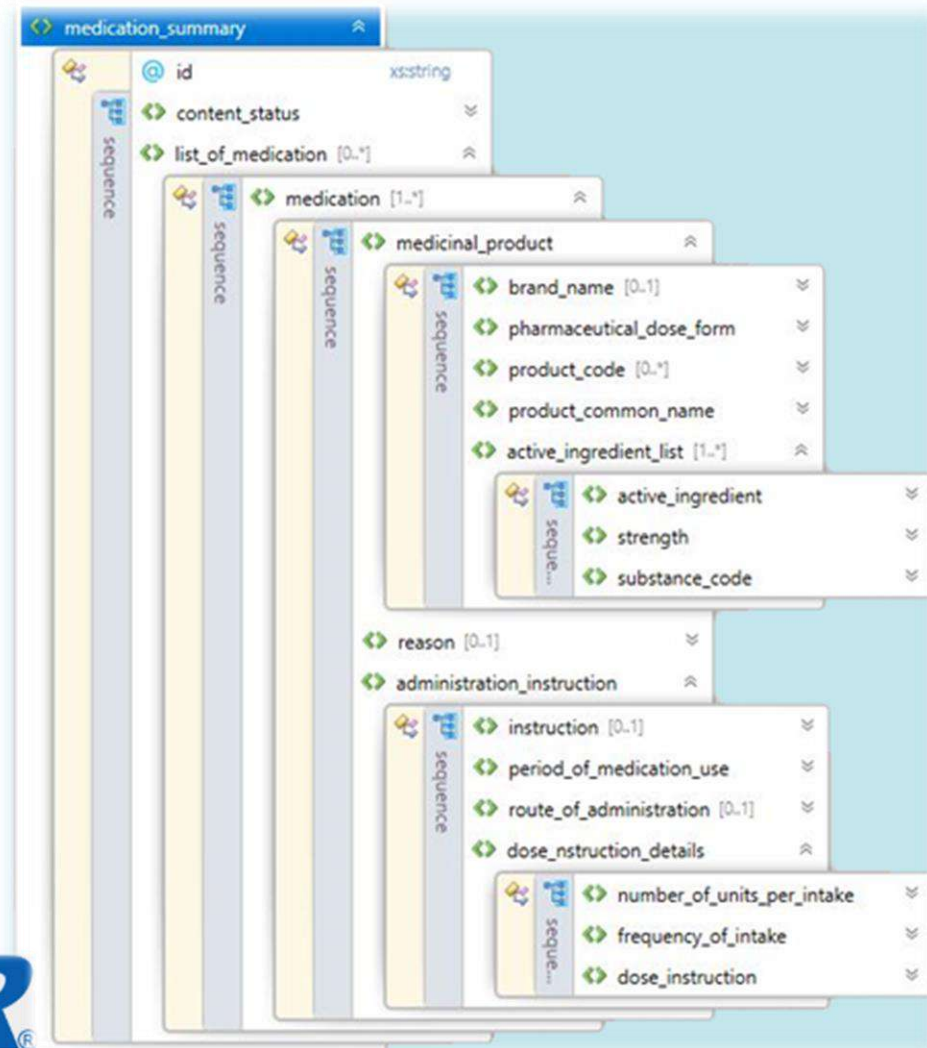 medication_summary
@ id xs:string
sequence
content_status
list_of_medication [0..*]
sequence
medication [1..*]
sequence
medicinal_product
sequence
brand_name [0..1]
pharmaceutical_dose_form
product_code [0..*]
product_common_name
active_ingredient_list [1..*]
seque...
active_ingredient
strength
substance_code
reason [0..1]
administration_instruction
sequence
instruction [0..1]
period_of_medication_use
route_of_administration [0..1]
dose_nstruction_details
seque...
number_of_units_per_intake
frequency_of_intake
dose_instruction
R®